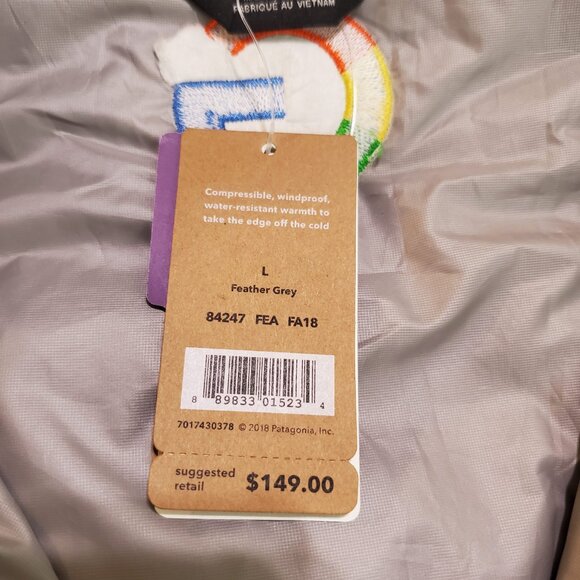 FABRIQUÉ AU VIETNAM
Compressible, windproof,
water-resistant warmth to
take the edge off the cold
L
Feather Grey
84247 FEA FA18
8 89833 01523 4
7017430378 © 2018 Patagonia, Inc.
suggested
retail $149.00